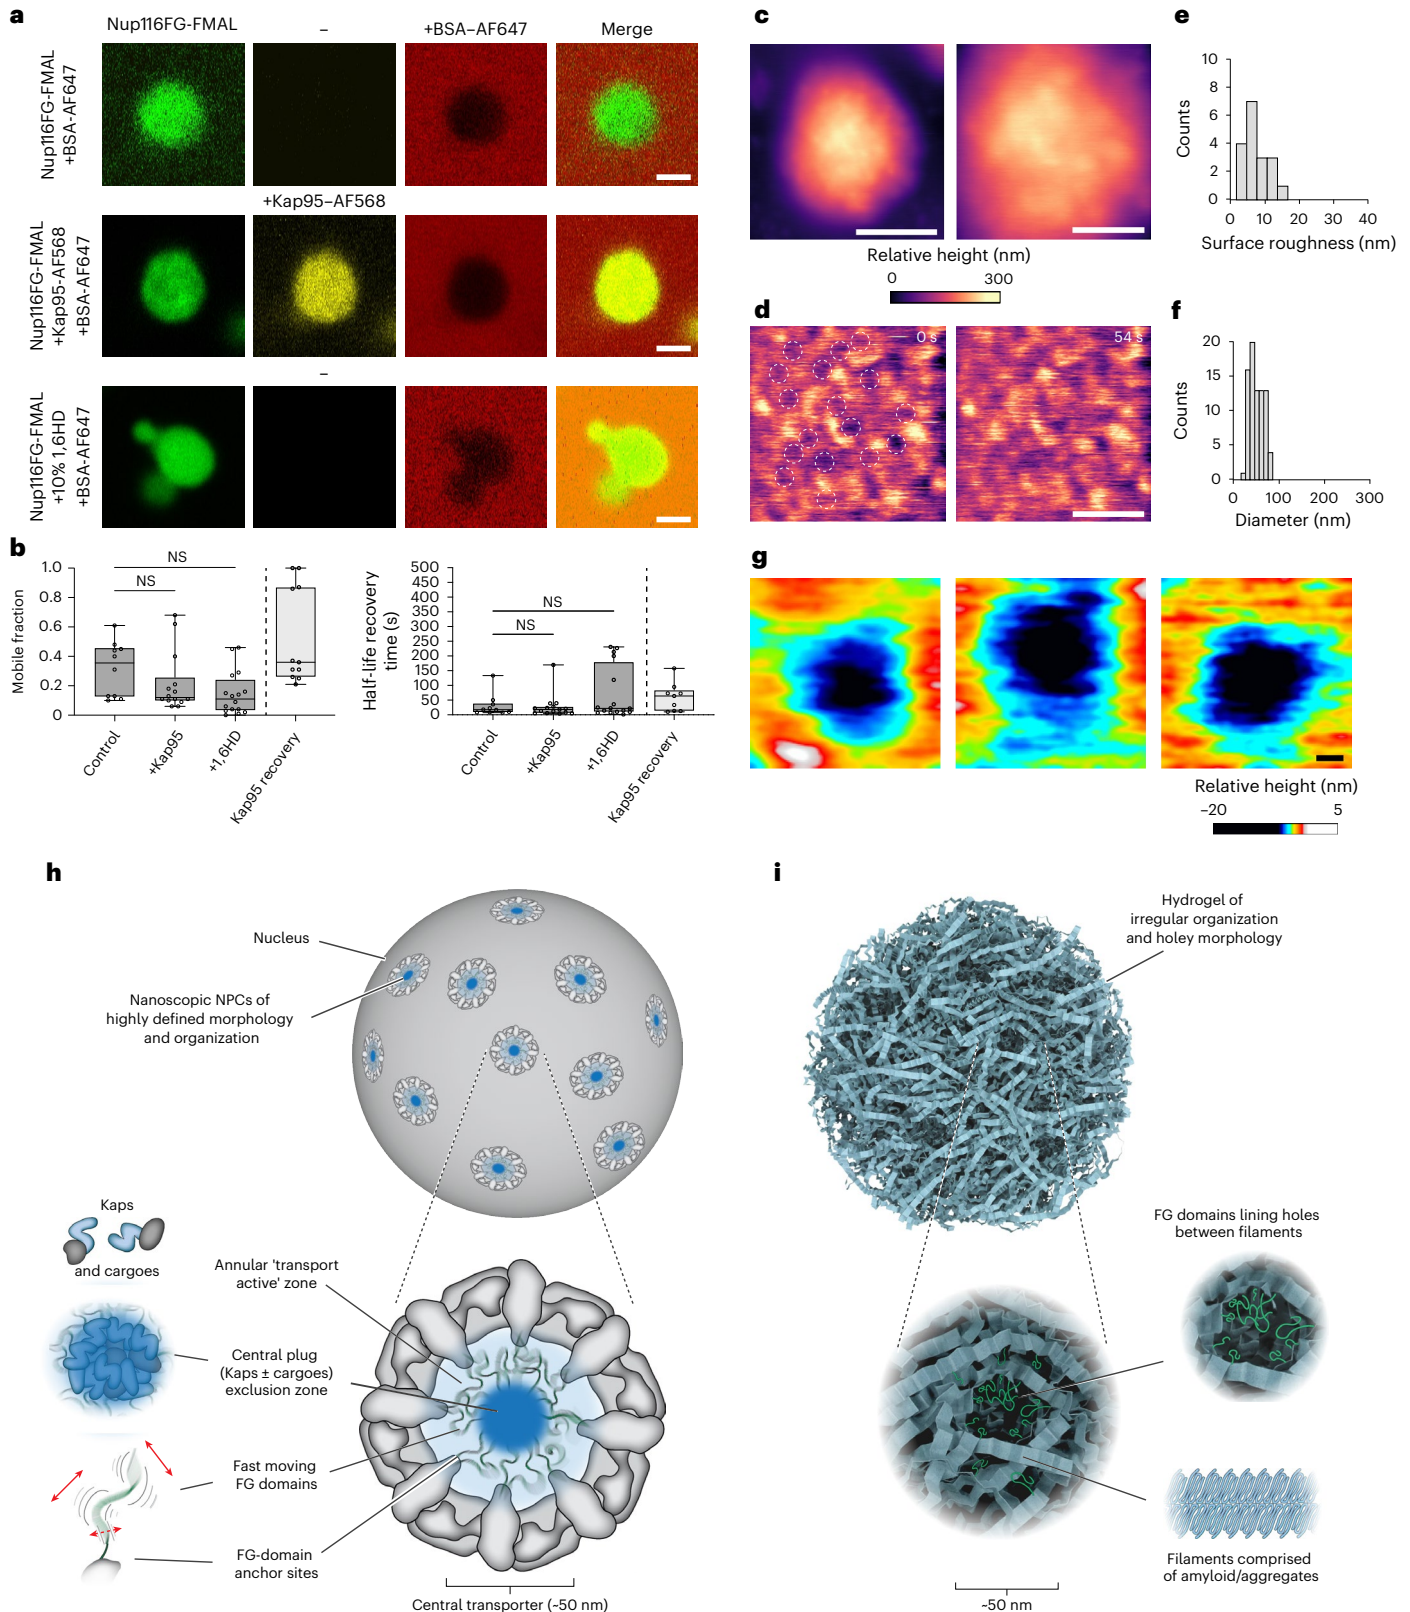 a
Nup116FG-FMAL
–
+BSA–AF647
Merge
Nup116FG-FMAL
+BSA-AF647
+Kap95–AF568
Nup116FG-FMAL
+Kap95-AF568
+BSA-AF647
–
Nup116FG-FMAL
+10% 1,6HD
+BSA-AF647
b
Mobile fraction
1.0
0.8
0.6
0.4
0.2
0
NS
NS
Control
+Kap95
+1,6HD
Kap95 recovery
Half-life recovery
time (s)
500
450
400
350
300
250
200
150
100
50
0
NS
NS
Control
+Kap95
+1,6HD
Kap95 recovery
c
Relative height (nm)
0 300
d
0 s
54 s
e
Counts
10
8
6
4
2
0
0 10 20 30 40
Surface roughness (nm)
f
Counts
20
15
10
5
0
0 100 200 300
Diameter (nm)
g
Relative height (nm)
–20 5
h
Nucleus
Nanoscopic NPCs of
highly defined morphology
and organization
Kaps
and cargoes
Annular 'transport
active' zone
Central plug
(Kaps ± cargoes)
exclusion zone
Fast moving
FG domains
FG-domain
anchor sites
Central transporter (~50 nm)
i
Hydrogel of
irregular organization
and holey morphology
FG domains lining holes
between filaments
Filaments comprised
of amyloid/aggregates
~50 nm